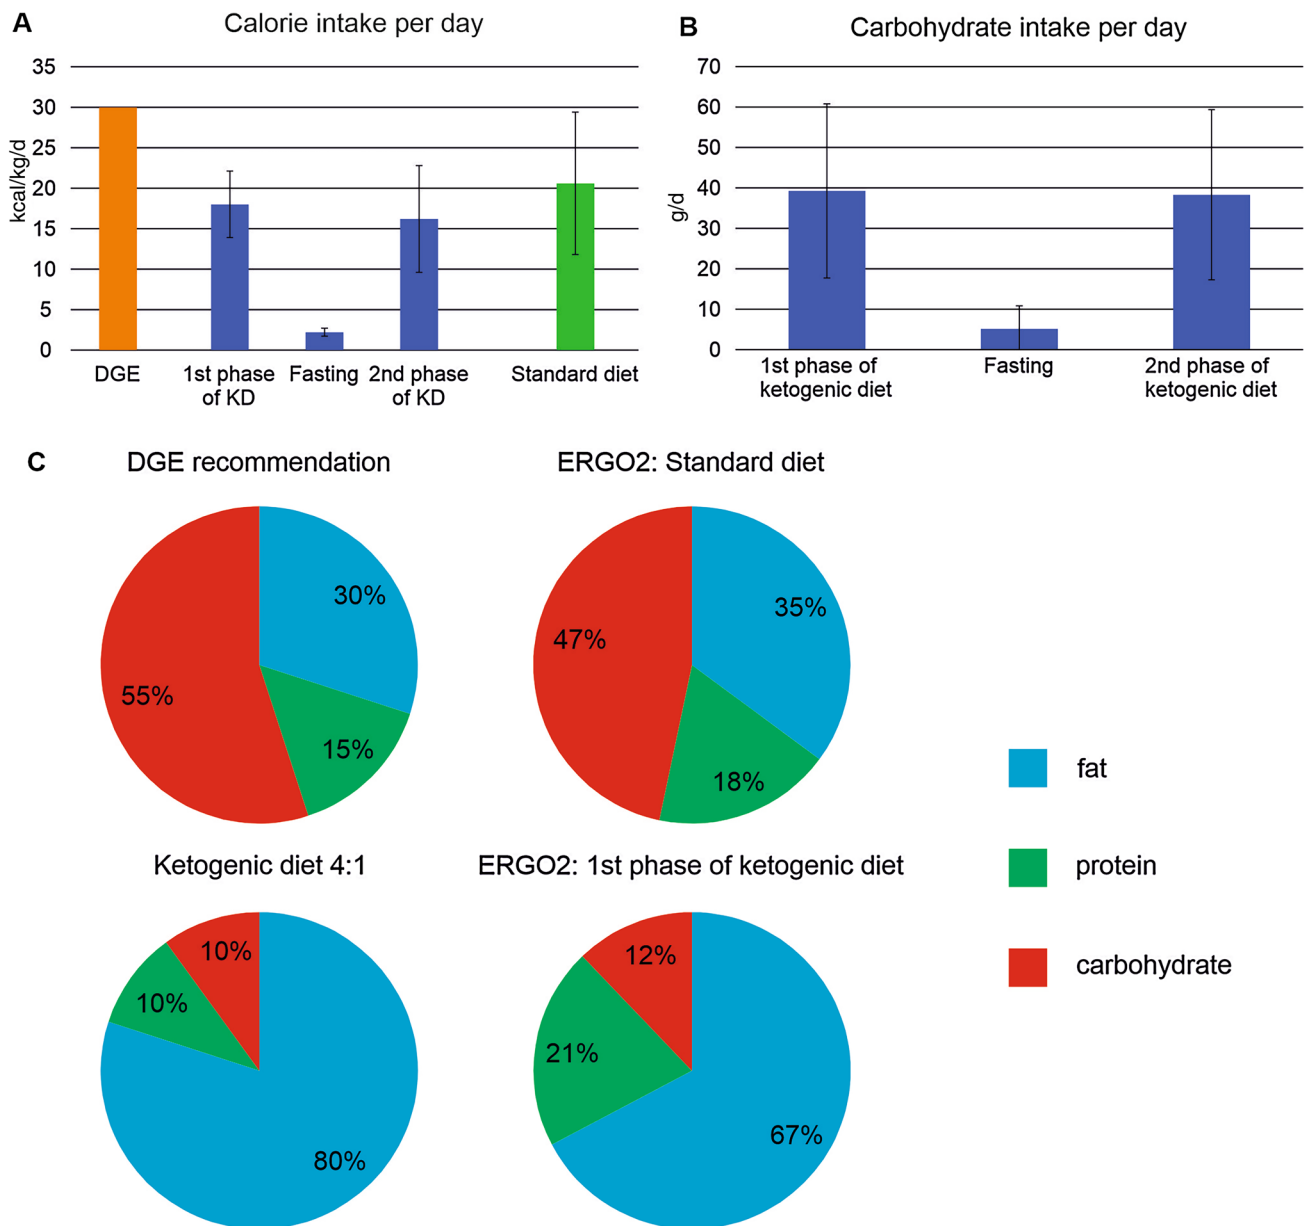 A
Calorie intake per day
35
30
25
20
15
10
5
0
kcal/kg/d
DGE
1st phase
of KD
Fasting
2nd phase
of KD
Standard diet
B
Carbohydrate intake per day
70
60
50
40
30
20
10
0
g/d
1st phase of
ketogenic diet
Fasting
2nd phase of
ketogenic diet
C
DGE recommendation
30%
55%
15%
ERGO2: Standard diet
35%
47%
18%
Ketogenic diet 4:1
10%
10%
80%
ERGO2: 1st phase of ketogenic diet
12%
21%
67%
fat
protein
carbohydrate